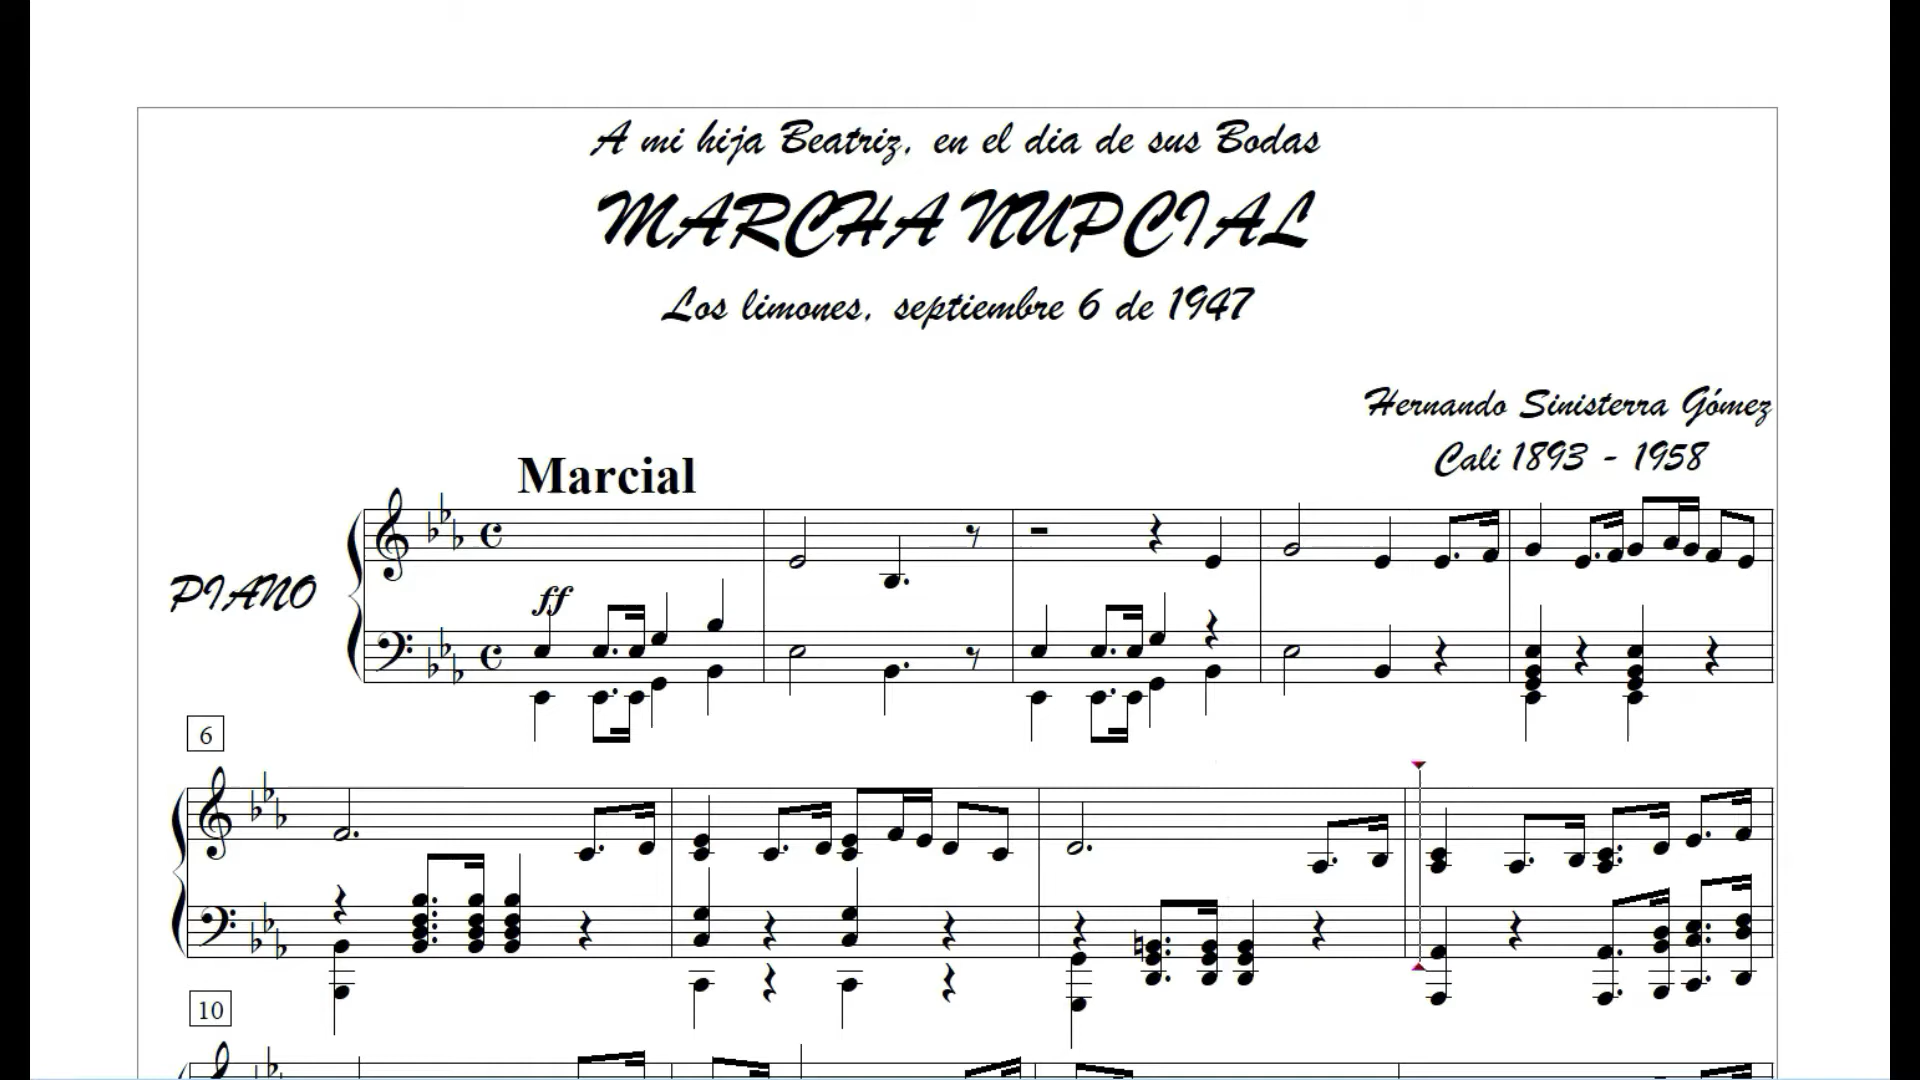 A mi hija Beatriz, en el dia de sus Bodas
MARCHA NUPCIAL
Los limones, septiembre 6 de 1947
Hernando Sinisterra Gómez
Cali 1893 - 1958
Marcial
PIANO
ff
6
10